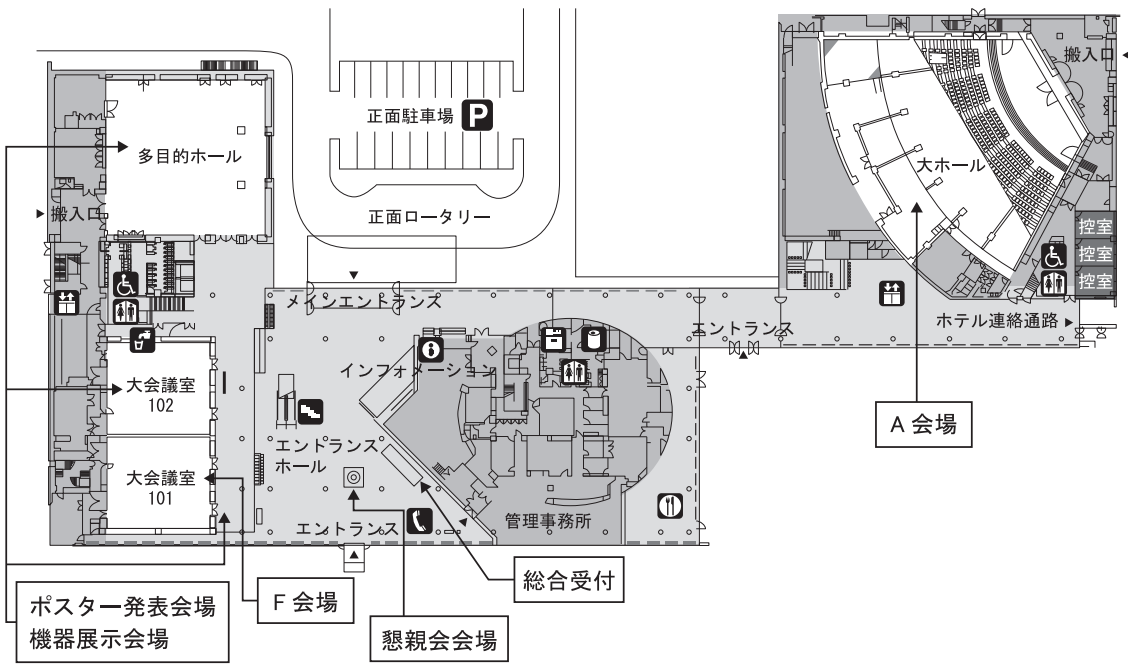 正面駐車場 P
正面ロータリー
多目的ホール
搬入口
大ホール
搬入口
控室
控室
控室
メインエントランス
エントランス
ホテル連絡通路
インフォメーション
大会議室
102
大会議室
101
エントランス
ホール
エントランス
管理事務所
A 会場
総合受付
F 会場
懇親会会場
ポスター発表会場
機器展示会場